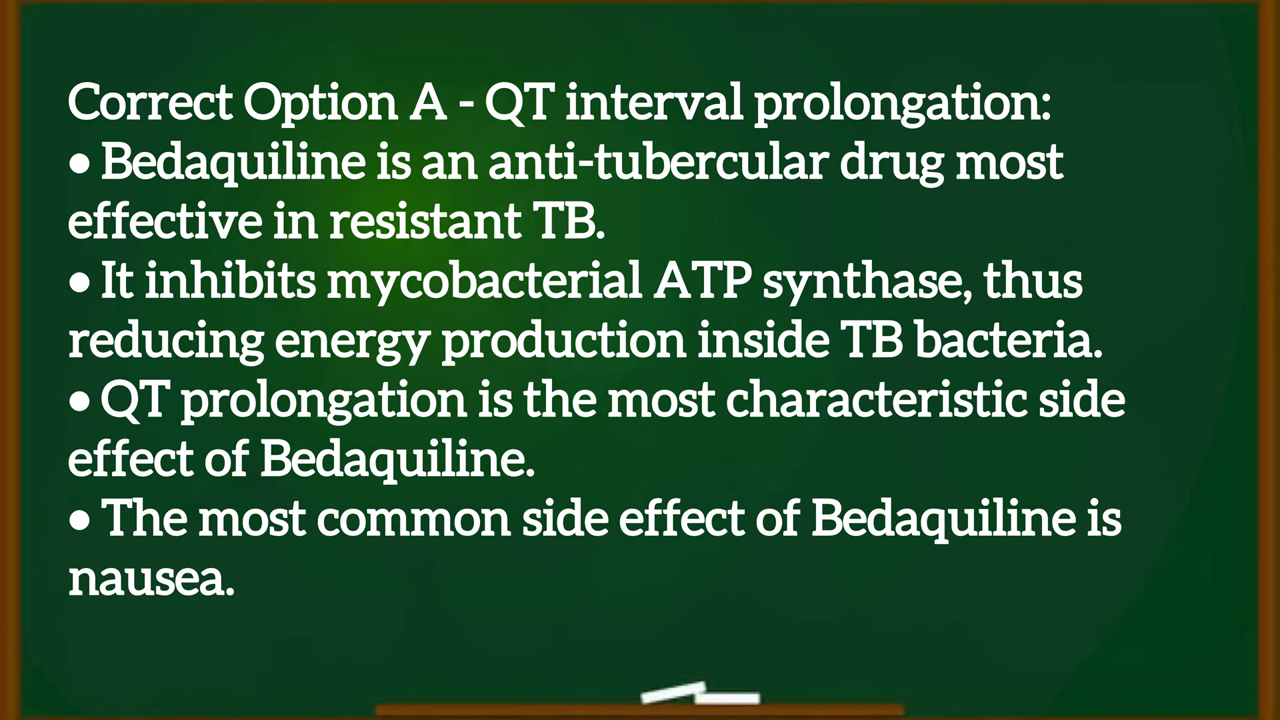 Correct Option A - QT interval prolongation:
• Bedaquiline is an anti-tubercular drug most
effective in resistant TB.
• It inhibits mycobacterial ATP synthase, thus
reducing energy production inside TB bacteria.
• QT prolongation is the most characteristic side
effect of Bedaquiline.
• The most common side effect of Bedaquiline is
nausea.